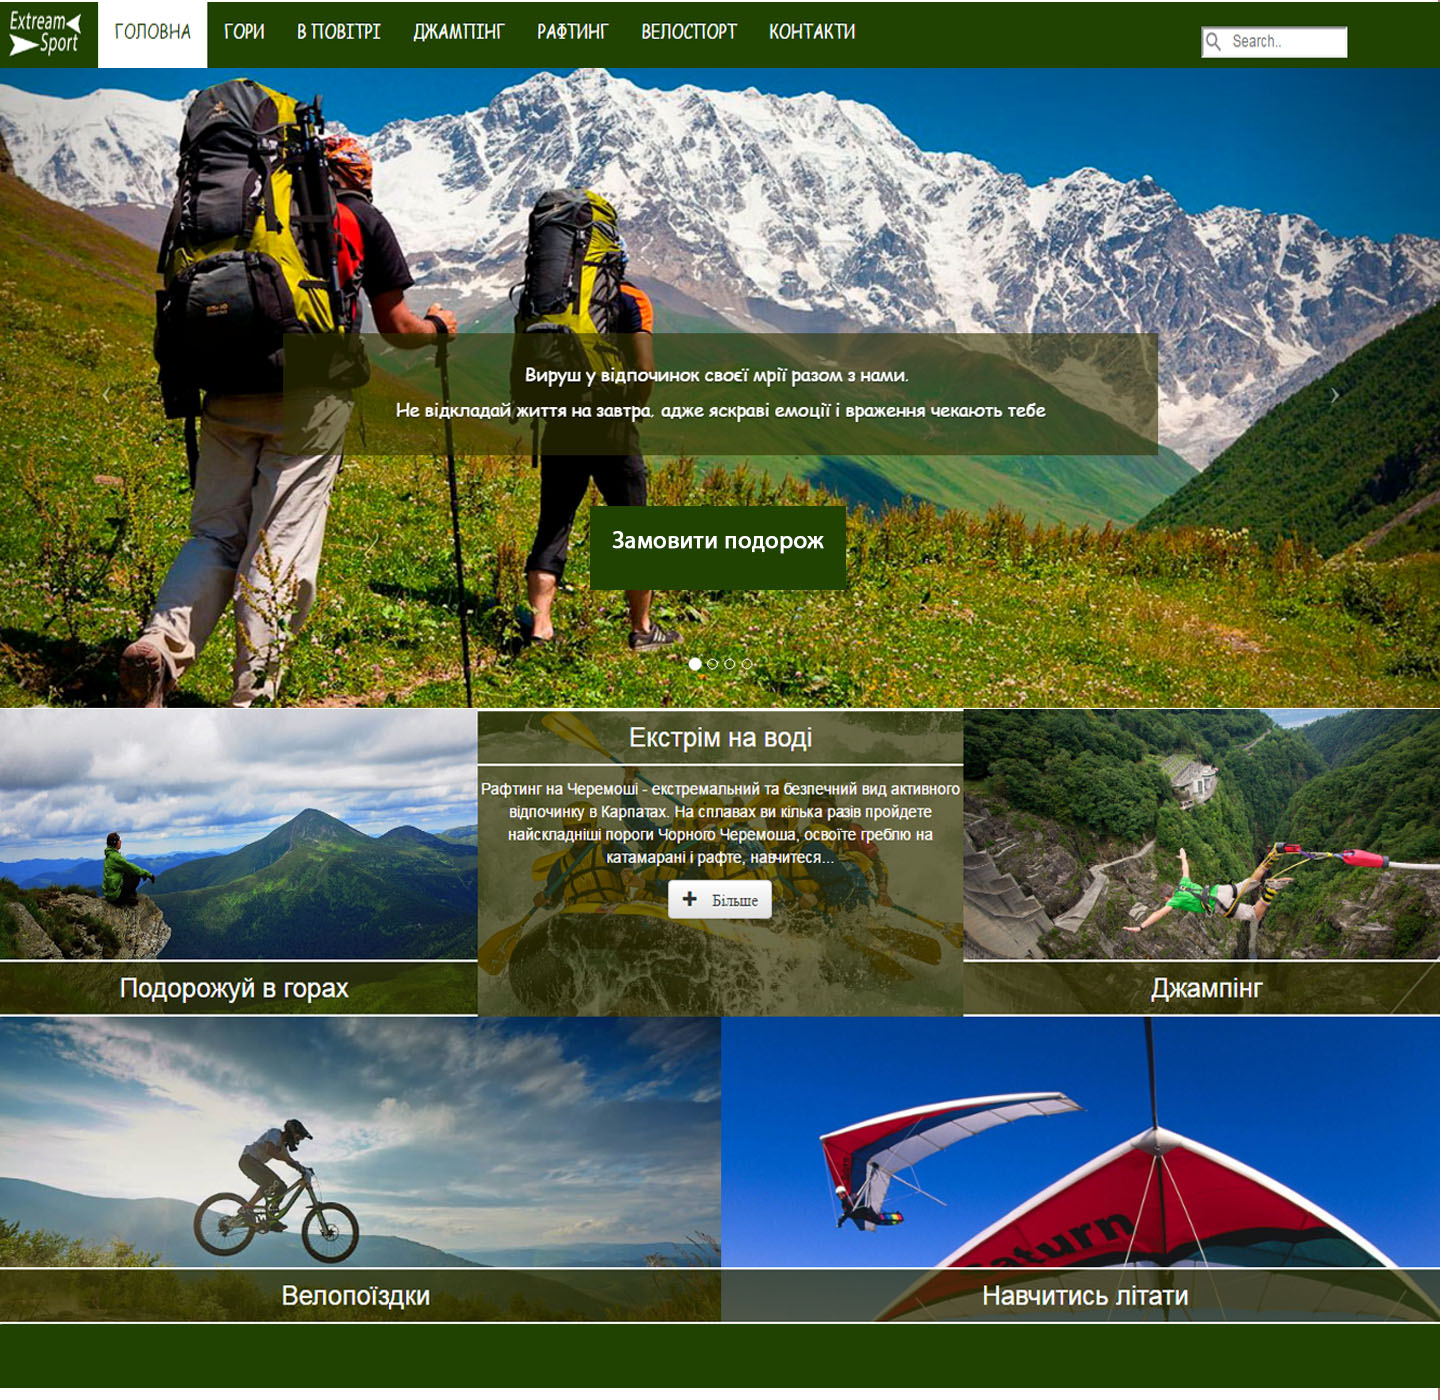 Extream
Sport
ГОЛОВНА
ГОРИ
В ПОВІТРІ
ДЖАМПІНГ
РАФТИНГ
ВЕЛОСПОРТ
КОНТАКТИ
Search..
Вируш у відпочинок своєї мрії разом з нами.
Не відкладай життя на завтра, адже яскраві емоції і враження чекають тебе
Замовити подорож
Екстрім на воді
Рафтинг на Черемоші - екстремальний та безпечний вид активного
відпочинку в Карпатах. На сплавах ви кілька разів пройдете
найскладніші пороги Чорного Черемоша, освоїте греблю на
катамарані і рафте, навчитеся...
Більше
Подорожуй в горах
Джампінг
Saturn
Велопоїздки
Навчитись літати